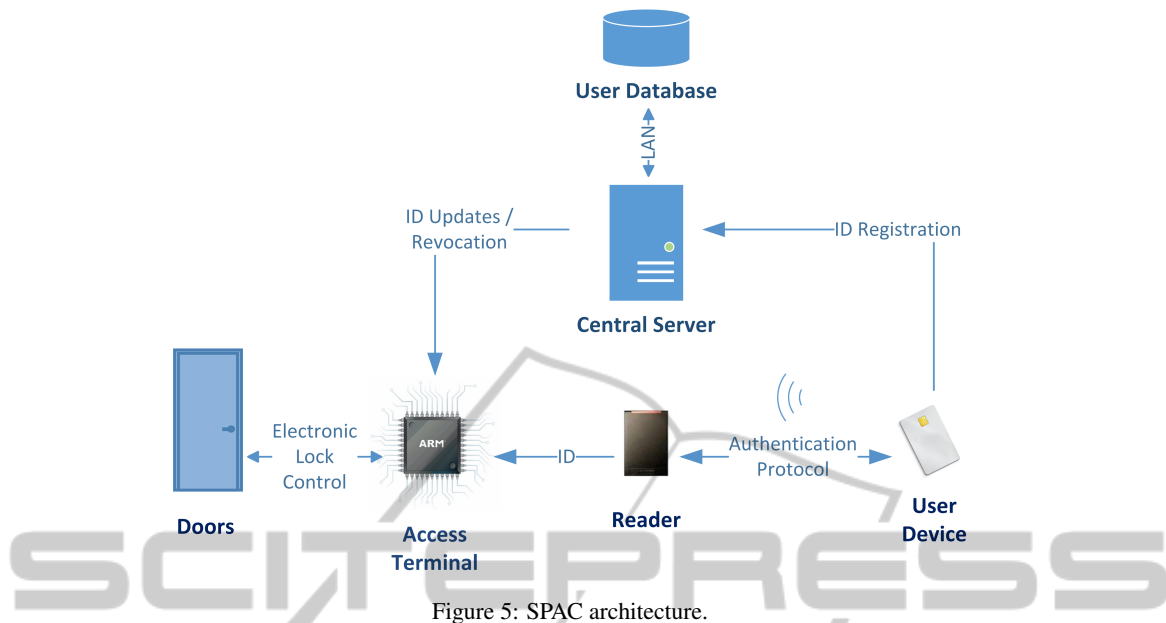 User Database
LAN
ID Updates /
Revocation
ID Registration
Central Server
Electronic
Lock
Control
ARM
ID
Authentication
Protocol
Doors
Access
Terminal
Reader
User
Device
SCITEPRESS
Figure 5: SPAC architecture.